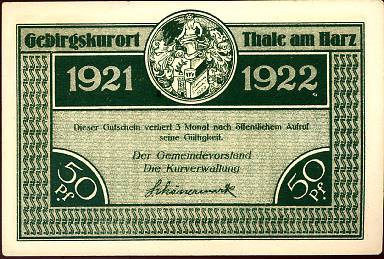 Gebirgskurort Thale am Harz
1921 1922
Dieser Gutschein verliert 3 Monat nach öffentlichem Aufruf
seine Gültigkeit.
Der Gemeindevorstand
Die Kurverwaltung
50 Pf.
50 Pf.